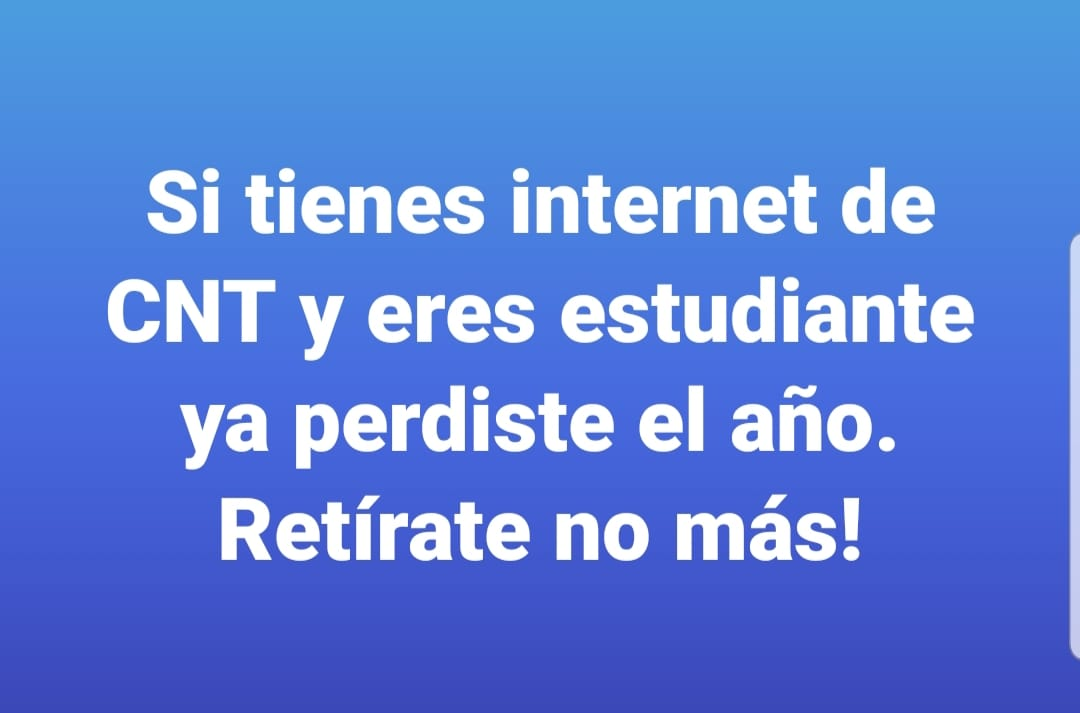 Si tienes internet de
CNT y eres estudiante
ya perdiste el año.
Retírate no más!